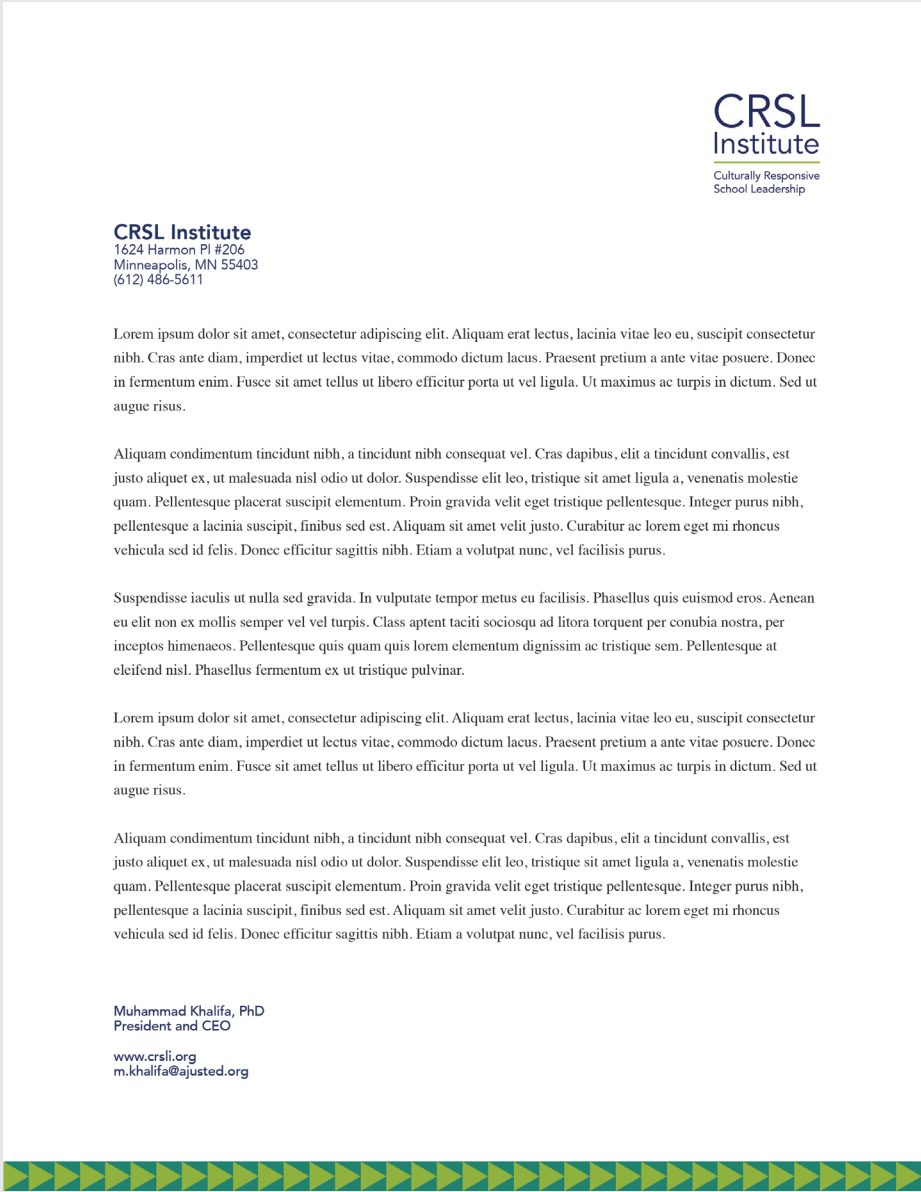 CRSL
Institute
Culturally Responsive
School Leadership
CRSL Institute
1624 Harmon Pl #206
Minneapolis, MN 55403
(612) 486-5611
Lorem ipsum dolor sit amet, consectetur adipiscing elit. Aliquam erat lectus, lacinia vitae leo eu, suscipit consectetur
nibh. Cras ante diam, imperdiet ut lectus vitae, commodo dictum lacus. Praesent pretium a ante vitae posuere. Donec
in fermentum enim. Fusce sit amet tellus ut libero efficitur porta ut vel ligula. Ut maximus ac turpis in dictum. Sed ut
augue risus.
Aliquam condimentum tincidunt nibh, a tincidunt nibh consequat vel. Cras dapibus, elit a tincidunt convallis, est
justo aliquet ex, ut malesuada nisl odio ut dolor. Suspendisse elit leo, tristique sit amet ligula a, venenatis molestie
quam. Pellentesque placerat suscipit elementum. Proin gravida velit eget tristique pellentesque. Integer purus nibh,
pellentesque a lacinia suscipit, finibus sed est. Aliquam sit amet velit justo. Curabitur ac lorem eget mi rhoncus
vehicula sed id felis. Donec efficitur sagittis nibh. Etiam a volutpat nunc, vel facilisis purus.
Suspendisse iaculis ut nulla sed gravida. In vulputate tempor metus eu facilisis. Phasellus quis euismod eros. Aenean
eu elit non ex mollis semper vel vel turpis. Class aptent taciti sociosqu ad litora torquent per conubia nostra, per
inceptos himenaeos. Pellentesque quis quam quis lorem elementum dignissim ac tristique sem. Pellentesque at
eleifend nisl. Phasellus fermentum ex ut tristique pulvinar.
Lorem ipsum dolor sit amet, consectetur adipiscing elit. Aliquam erat lectus, lacinia vitae leo eu, suscipit consectetur
nibh. Cras ante diam, imperdiet ut lectus vitae, commodo dictum lacus. Praesent pretium a ante vitae posuere. Donec
in fermentum enim. Fusce sit amet tellus ut libero efficitur porta ut vel ligula. Ut maximus ac turpis in dictum. Sed ut
augue risus.
Aliquam condimentum tincidunt nibh, a tincidunt nibh consequat vel. Cras dapibus, elit a tincidunt convallis, est
justo aliquet ex, ut malesuada nisl odio ut dolor. Suspendisse elit leo, tristique sit amet ligula a, venenatis molestie
quam. Pellentesque placerat suscipit elementum. Proin gravida velit eget tristique pellentesque. Integer purus nibh,
pellentesque a lacinia suscipit, finibus sed est. Aliquam sit amet velit justo. Curabitur ac lorem eget mi rhoncus
vehicula sed id felis. Donec efficitur sagittis nibh. Etiam a volutpat nunc, vel facilisis purus.
Muhammad Khalifa, PhD
President and CEO
www.crsli.org
m.khalifa@ajusted.org